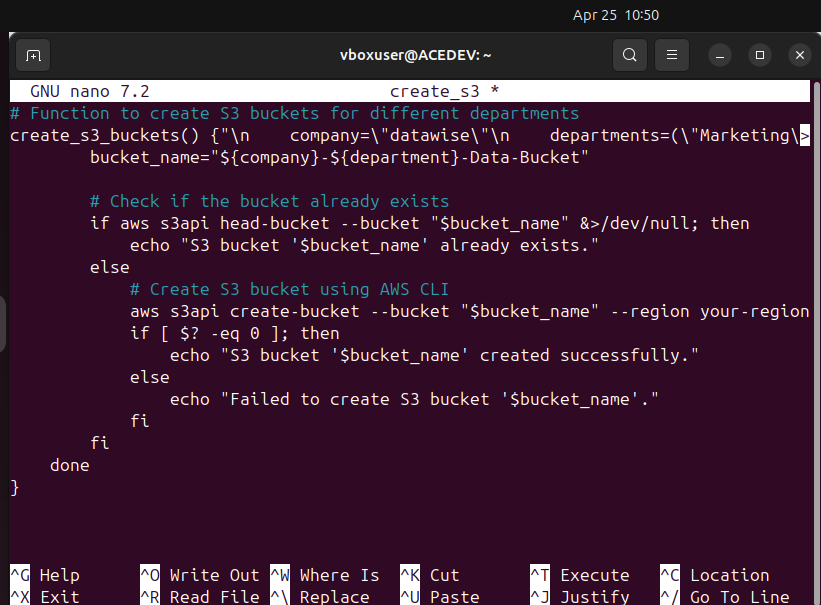 Apr 25 10:50
vboxuser@ACEDEV: ~
GNU nano 7.2 create_s3 *
# Function to create S3 buckets for different departments
create_s3_buckets() {"\n    company=\"datawise\"\n    departments=(\"Marketing\>
        bucket_name="${company}-${department}-Data-Bucket"
        # Check if the bucket already exists
        if aws s3api head-bucket --bucket "$bucket_name" &>/dev/null; then
            echo "S3 bucket '$bucket_name' already exists."
        else
            # Create S3 bucket using AWS CLI
            aws s3api create-bucket --bucket "$bucket_name" --region your-region
            if [ $? -eq 0 ]; then
                echo "S3 bucket '$bucket_name' created successfully."
            else
                echo "Failed to create S3 bucket '$bucket_name'."
            fi
        fi
    done
}
^G Help ^O Write Out ^W Where Is ^K Cut ^T Execute ^C Location
^X Exit ^R Read File ^\ Replace ^U Paste ^J Justify ^/ Go To Line